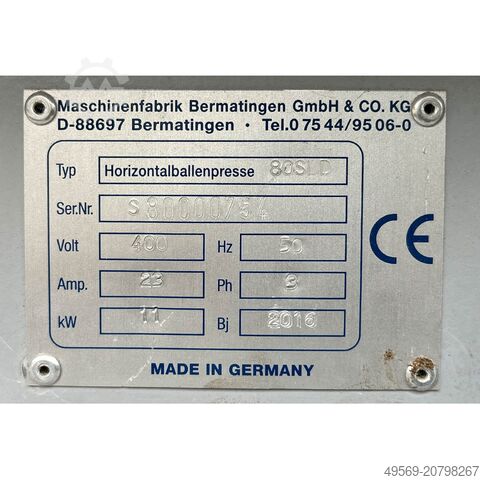 Maschinenfabrik Bermatingen GmbH & CO. KG
D-88697 Bermatingen · Tel.0 75 44/95 06-0
Typ Horizontalballenpresse 80SLD
Ser.Nr. S80000754
Volt 400 Hz 50
Amp. 23 Ph 3
kW 11 Bj 2016
CE
MADE IN GERMANY
49569-20798267